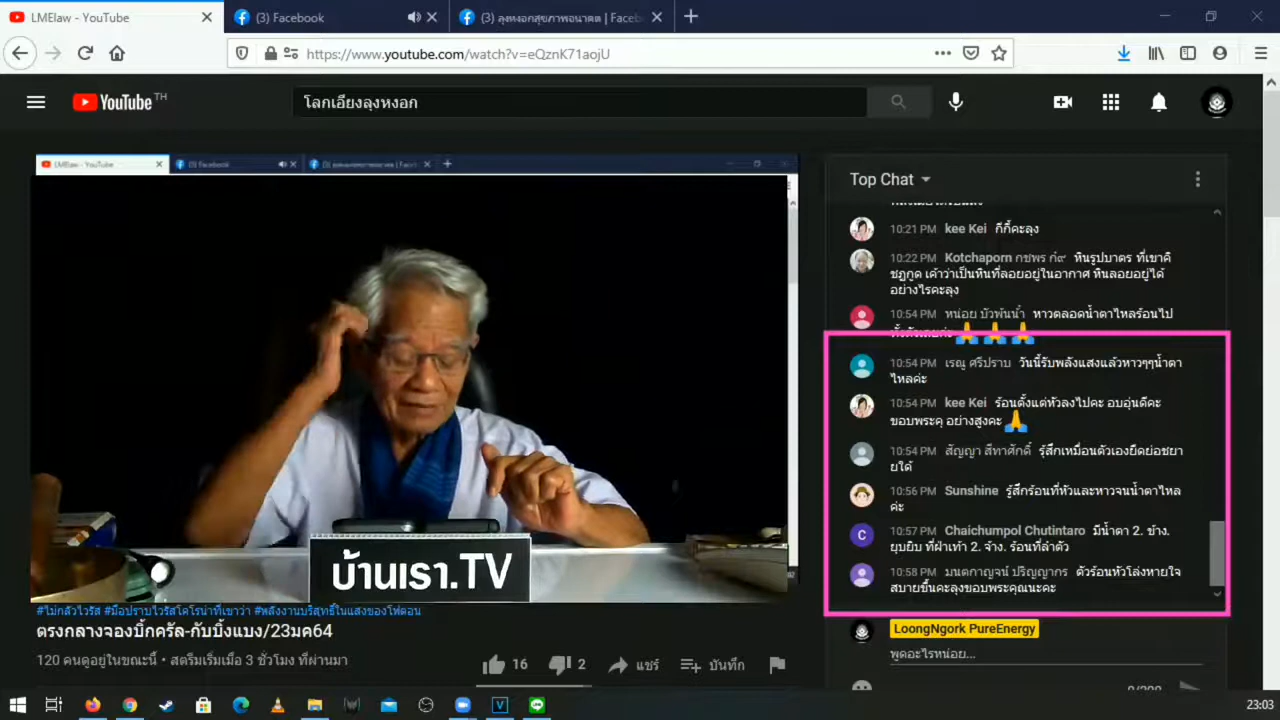 LMElaw - YouTube
(3) Facebook
(3) ลุงหงอกสุขภาพอนาคต | Faceb
https://www.youtube.com/watch?v=eQznK71aojU
YouTube TH
โลกเอียงลุงหงอก
LMElaw - YouTube
(3) Facebook
Top Chat
10:21 PM kee Kei กีกี้คะลุง
10:22 PM Kotchaporn กชพร ก๋ฯ หินรูปบาตร ที่เขาคิ
ชฏกูด เค้าว่าเป็นหินที่ลอยอยู่ในอากาศ หินลอยอยู่ได้
อย่างไรคะลุง
10:54 PM หน่อย บัวพันน้ำ หาวตลอดน้ำตาไหลร้อนไป
ทั้งตัวเลยค่ะ 🙏 🙏 🙏
10:54 PM เรณู ศรีปราบ วันนี้รับพลังแสงแล้วหาวๆๆน้ำตา
ไหลค่ะ
10:54 PM kee Kei ร้อนตั้งแต่หัวลงไปคะ อบอุ่นดีคะ
ขอบพระคุ อย่างสูงคะ 🙏
10:54 PM สัญญา สีทาศักดิ์ รู้สึกเหมื่อนตัวเองยืดย่อชยา
ยได้
10:56 PM Sunshine รู้สึกร้อนที่หัวและหาวจนน้ำตาไหล
ค่ะ
10:57 PM Chaichumpol Chutintaro มีน้ำตา 2. ข้าง.
ยุบยิบ ที่ฝ่าเท้า 2. จ้าง. ร้อนที่ลำตัว
10:58 PM มนตกาญจน์ ปริญญากร ตัวร้อนหัวโล่งหายใจ
สบายขึ้นคะลุงขอบพระคุณนะคะ
บ้านเรา.TV
#ไม่กลัวไวรัส #มือปราบไวรัสโคโรน่าที่เขาว่า #พลังงานบริสุทธิ์ในแสงของโฟตอน
ตรงกลางจองบิ้กครัล-กับบิ้งแบง/23มค64
LoongNgork PureEnergy
พูดอะไรหน่อย...
120 คนดูอยู่ในขณะนี้ • สตรีมเริ่มเมื่อ 3 ชั่วโมง ที่ผ่านมา
16
2
แชร์
บันทึก
23:03